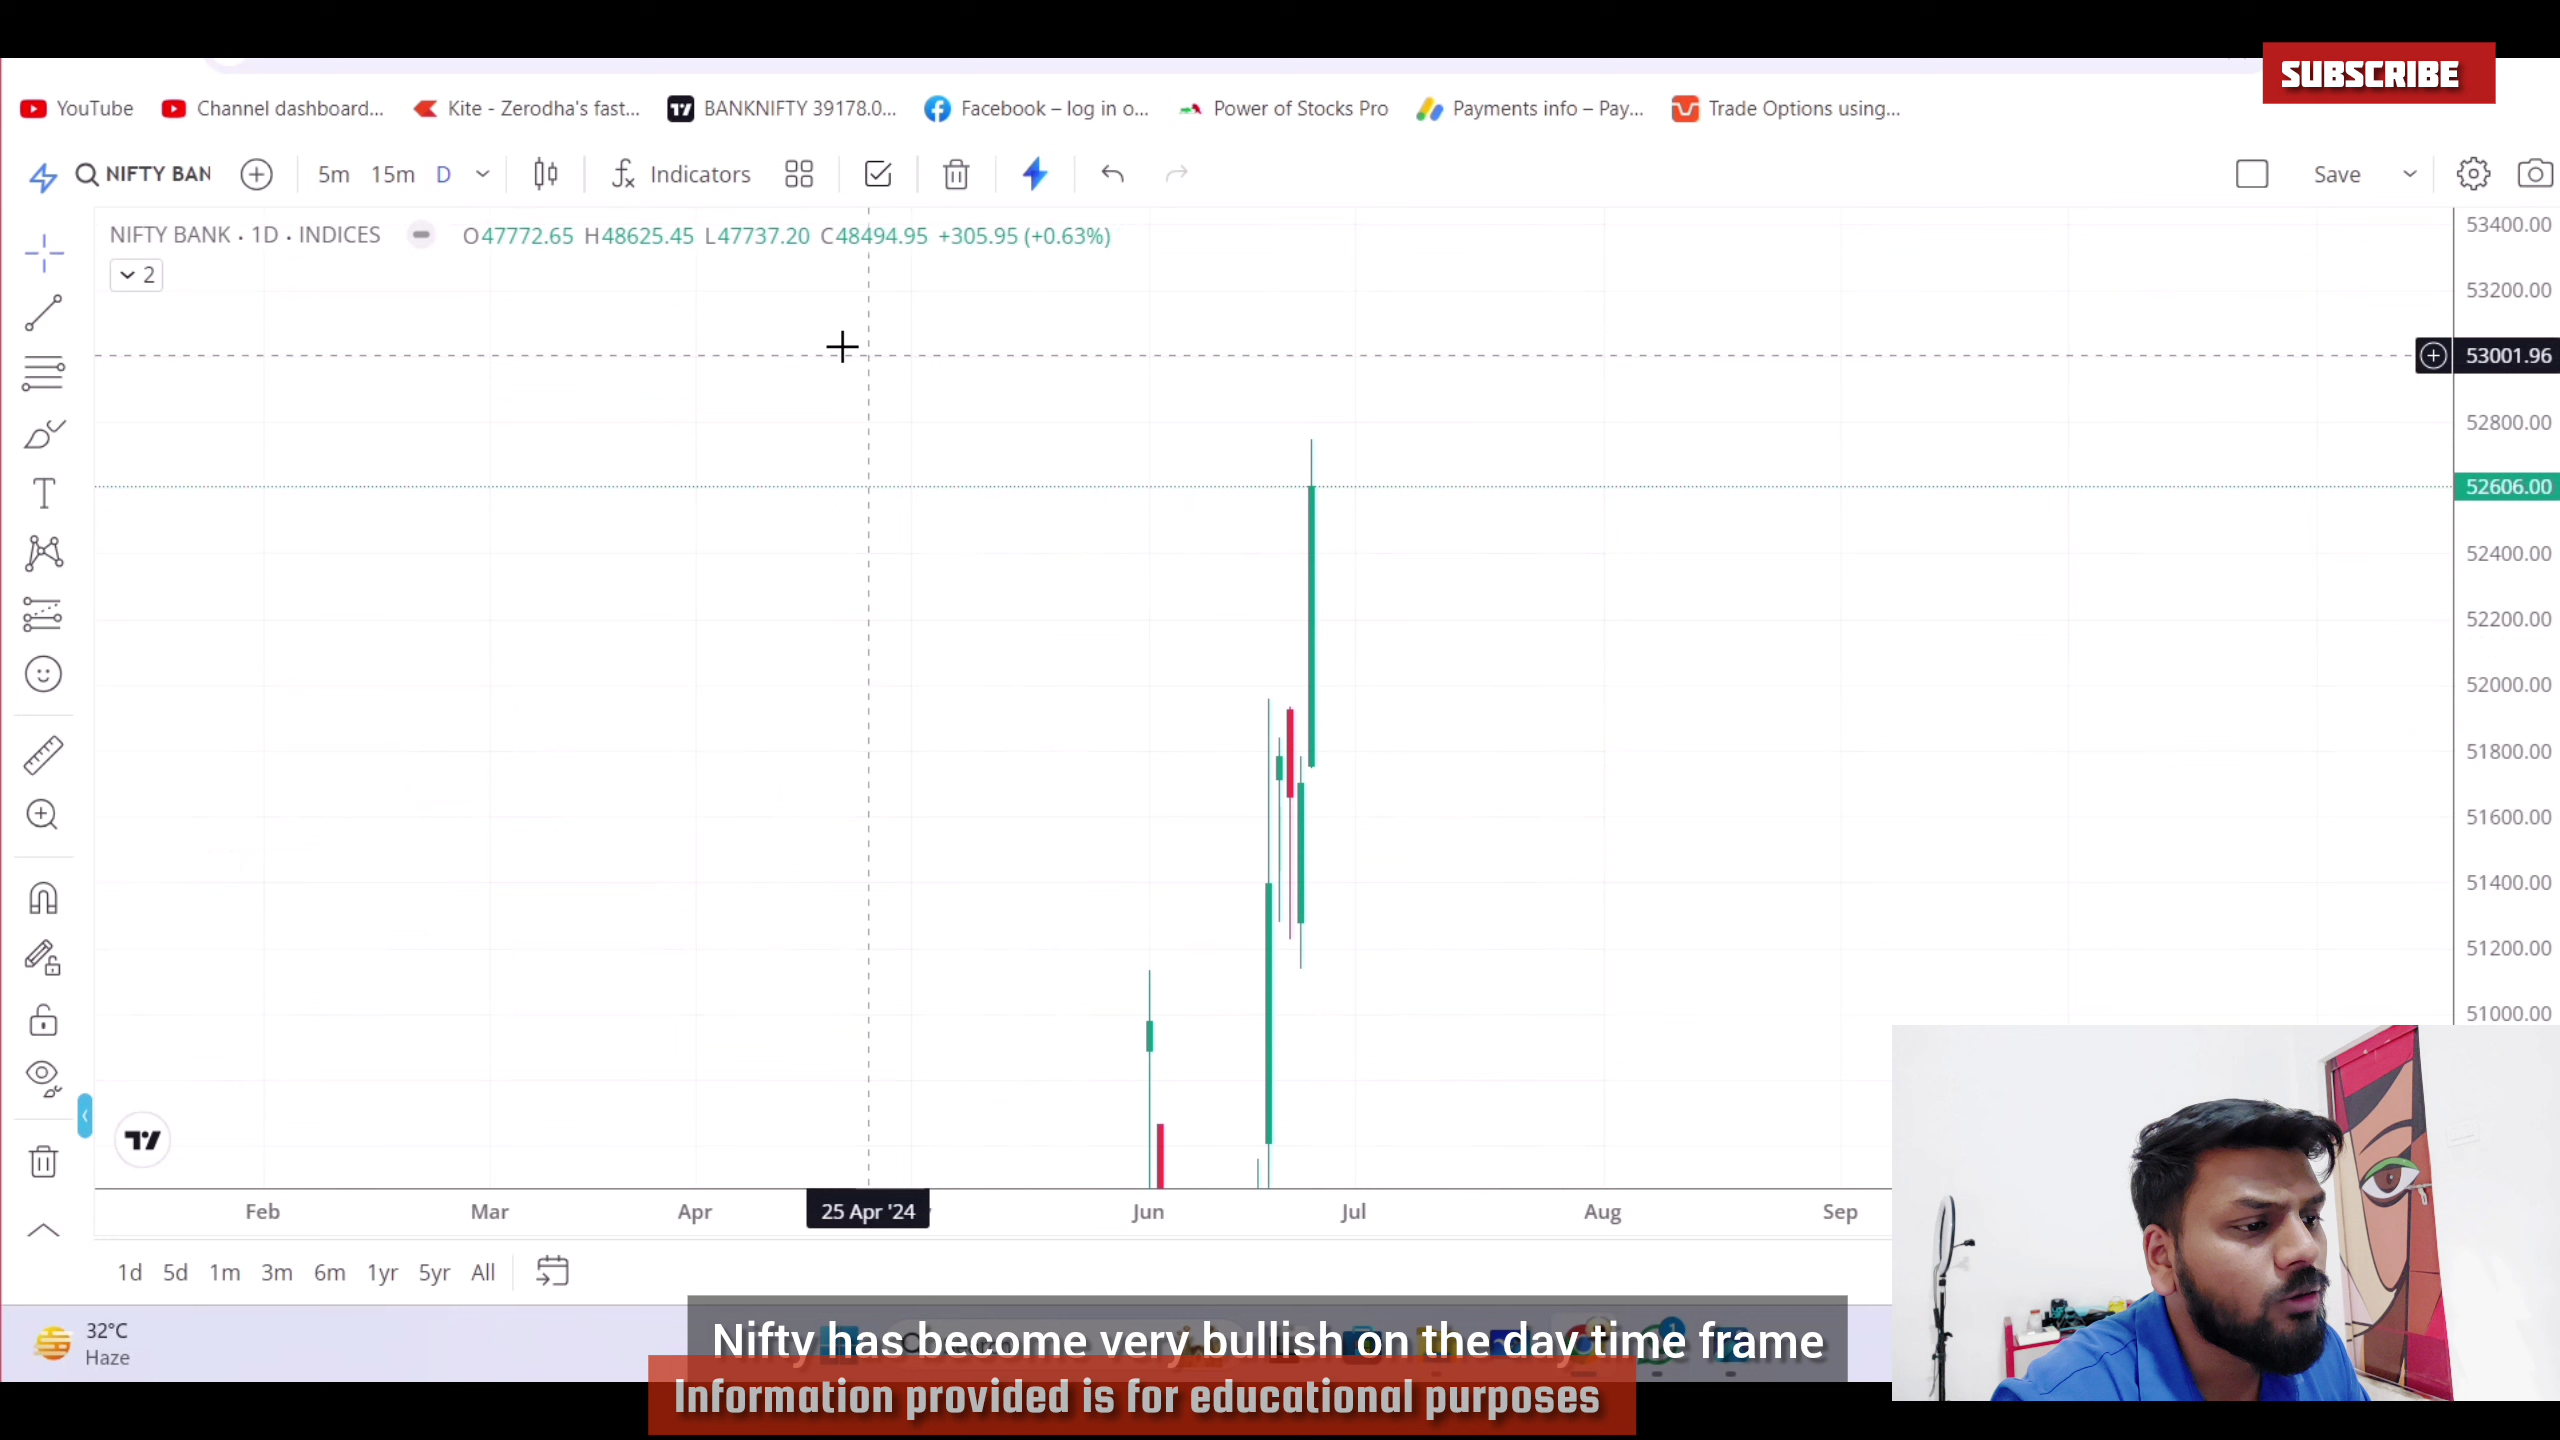 SUBSCRIBE
YouTube
Channel dashboard...
Kite - Zerodha's fast...
BANKNIFTY 39178.0...
Facebook – log in o...
Power of Stocks Pro
Payments info – Pay...
Trade Options using...
NIFTY BAN
5m
15m
D
Indicators
Save
NIFTY BANK · 1D · INDICES
O47772.65 H48625.45 L47737.20 C48494.95 +305.95 (+0.63%)
2
53400.00
53200.00
53001.96
52800.00
52606.00
52400.00
52200.00
52000.00
51800.00
51600.00
51400.00
51200.00
51000.00
Feb
Mar
Apr
25 Apr '24
Jun
Jul
Aug
Sep
1d
5d
1m
3m
6m
1yr
5yr
All
32°C
Haze
Nifty has become very bullish on the day time frame
Information provided is for educational purposes